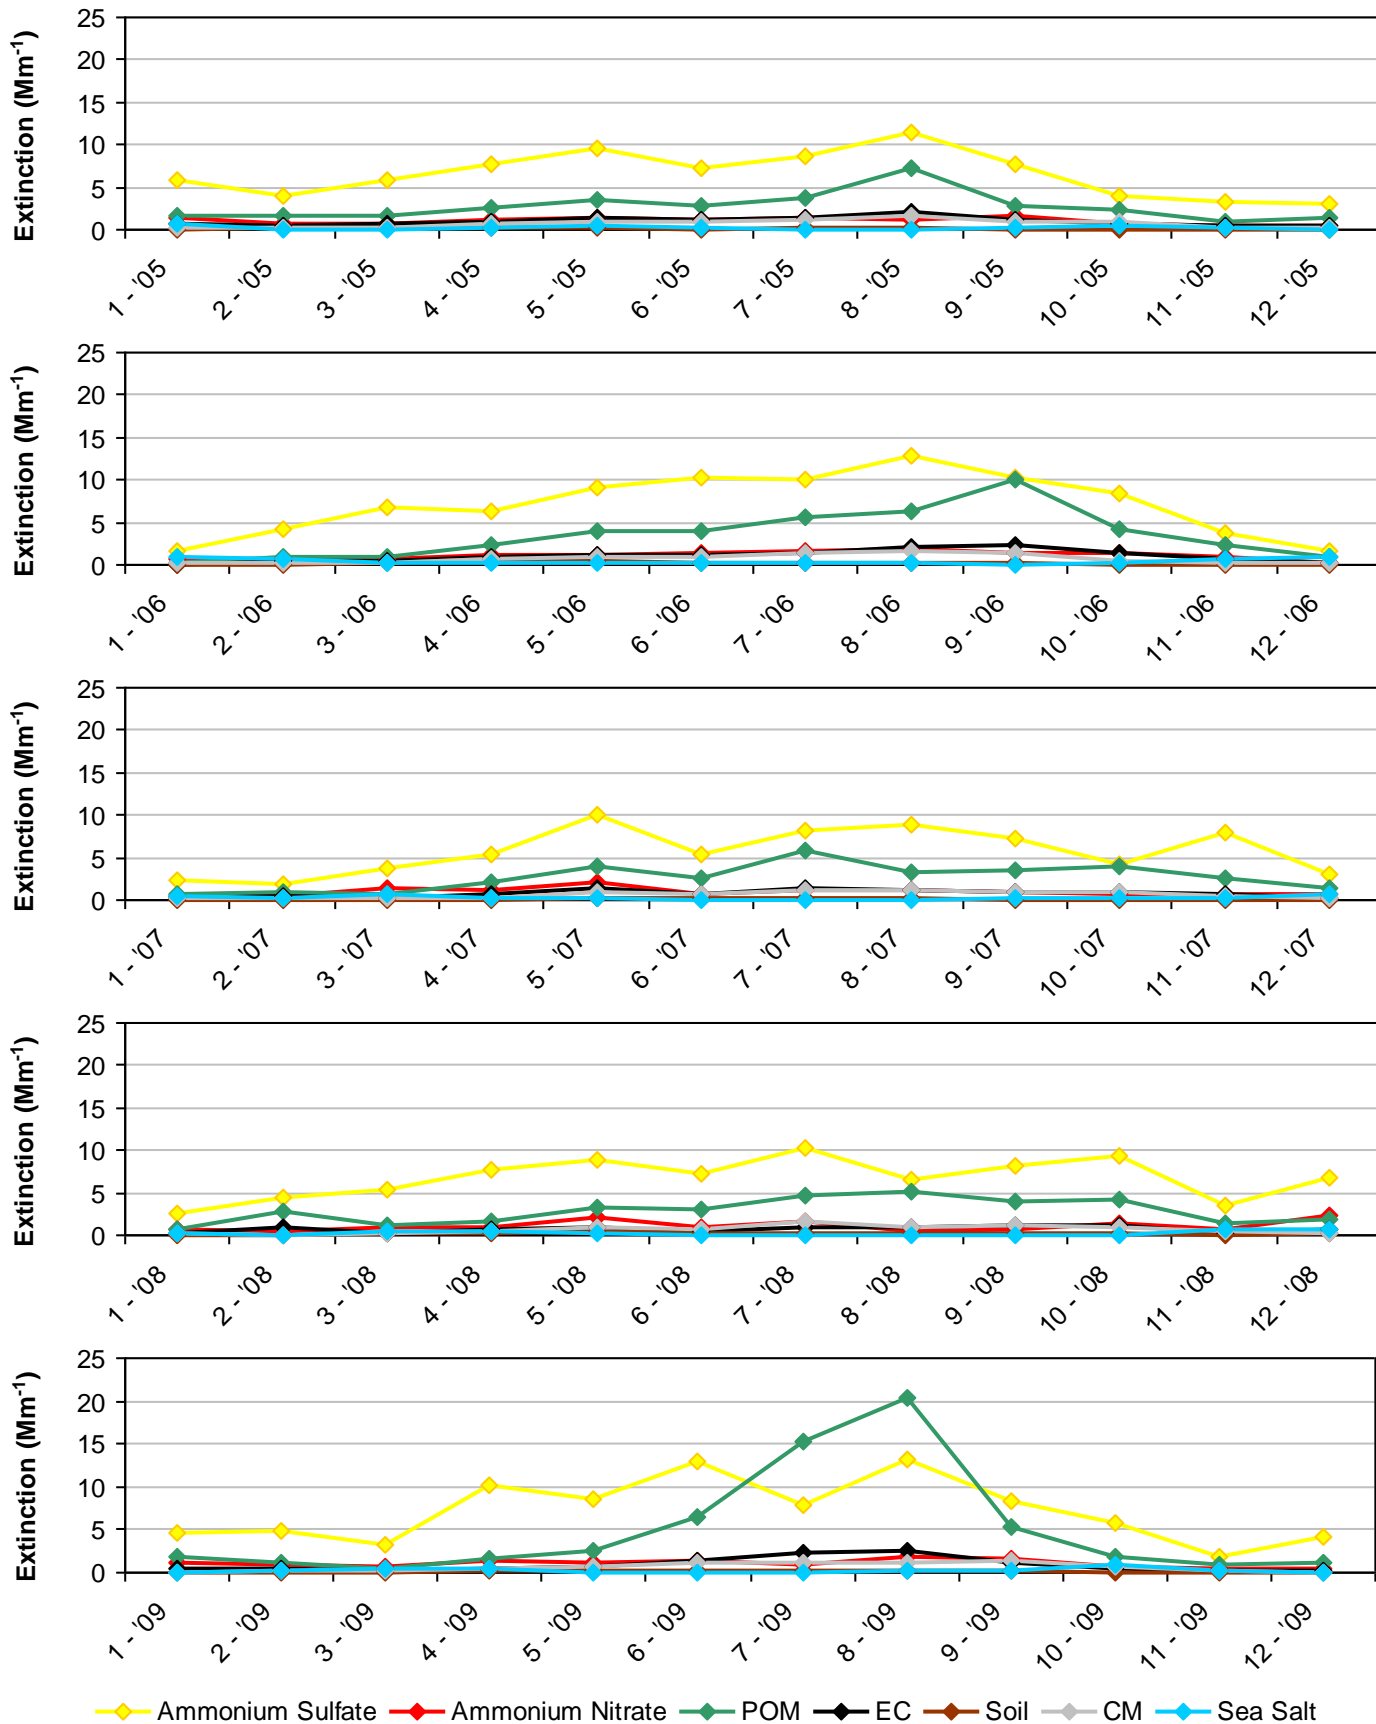 Extinction (Mm-1)
25
20
15
10
5
0
1 - '05 2 - '05 3 - '05 4 - '05 5 - '05 6 - '05 7 - '05 8 - '05 9 - '05 10 - '05 11 - '05 12 - '05
Extinction (Mm-1)
25
20
15
10
5
0
1 - '06 2 - '06 3 - '06 4 - '06 5 - '06 6 - '06 7 - '06 8 - '06 9 - '06 10 - '06 11 - '06 12 - '06
Extinction (Mm-1)
25
20
15
10
5
0
1 - '07 2 - '07 3 - '07 4 - '07 5 - '07 6 - '07 7 - '07 8 - '07 9 - '07 10 - '07 11 - '07 12 - '07
Extinction (Mm-1)
25
20
15
10
5
0
1 - '08 2 - '08 3 - '08 4 - '08 5 - '08 6 - '08 7 - '08 8 - '08 9 - '08 10 - '08 11 - '08 12 - '08
Extinction (Mm-1)
25
20
15
10
5
0
1 - '09 2 - '09 3 - '09 4 - '09 5 - '09 6 - '09 7 - '09 8 - '09 9 - '09 10 - '09 11 - '09 12 - '09
Ammonium Sulfate Ammonium Nitrate POM EC Soil CM Sea Salt